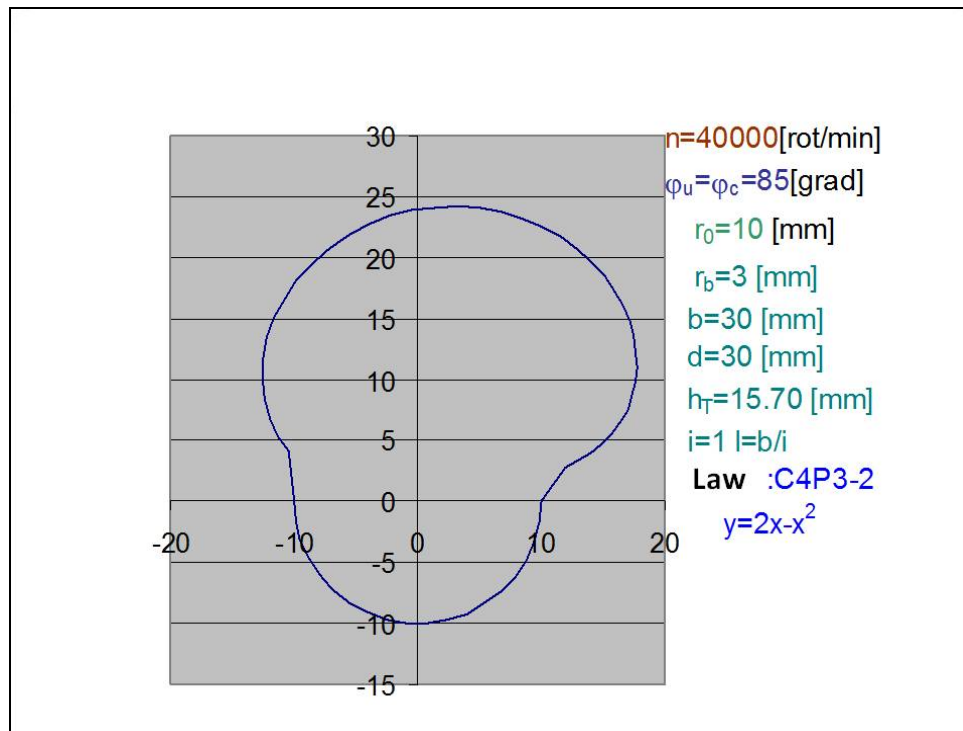 30
25
20
15
10
5
0
-5
-10
-15
-20
-10
0
10
20
n=40000[rot/min]
φu=φc=85[grad]
r0=10 [mm]
rb=3 [mm]
b=30 [mm]
d=30 [mm]
hT=15.70 [mm]
i=1 l=b/i
Law :C4P3-2
y=2x-x²